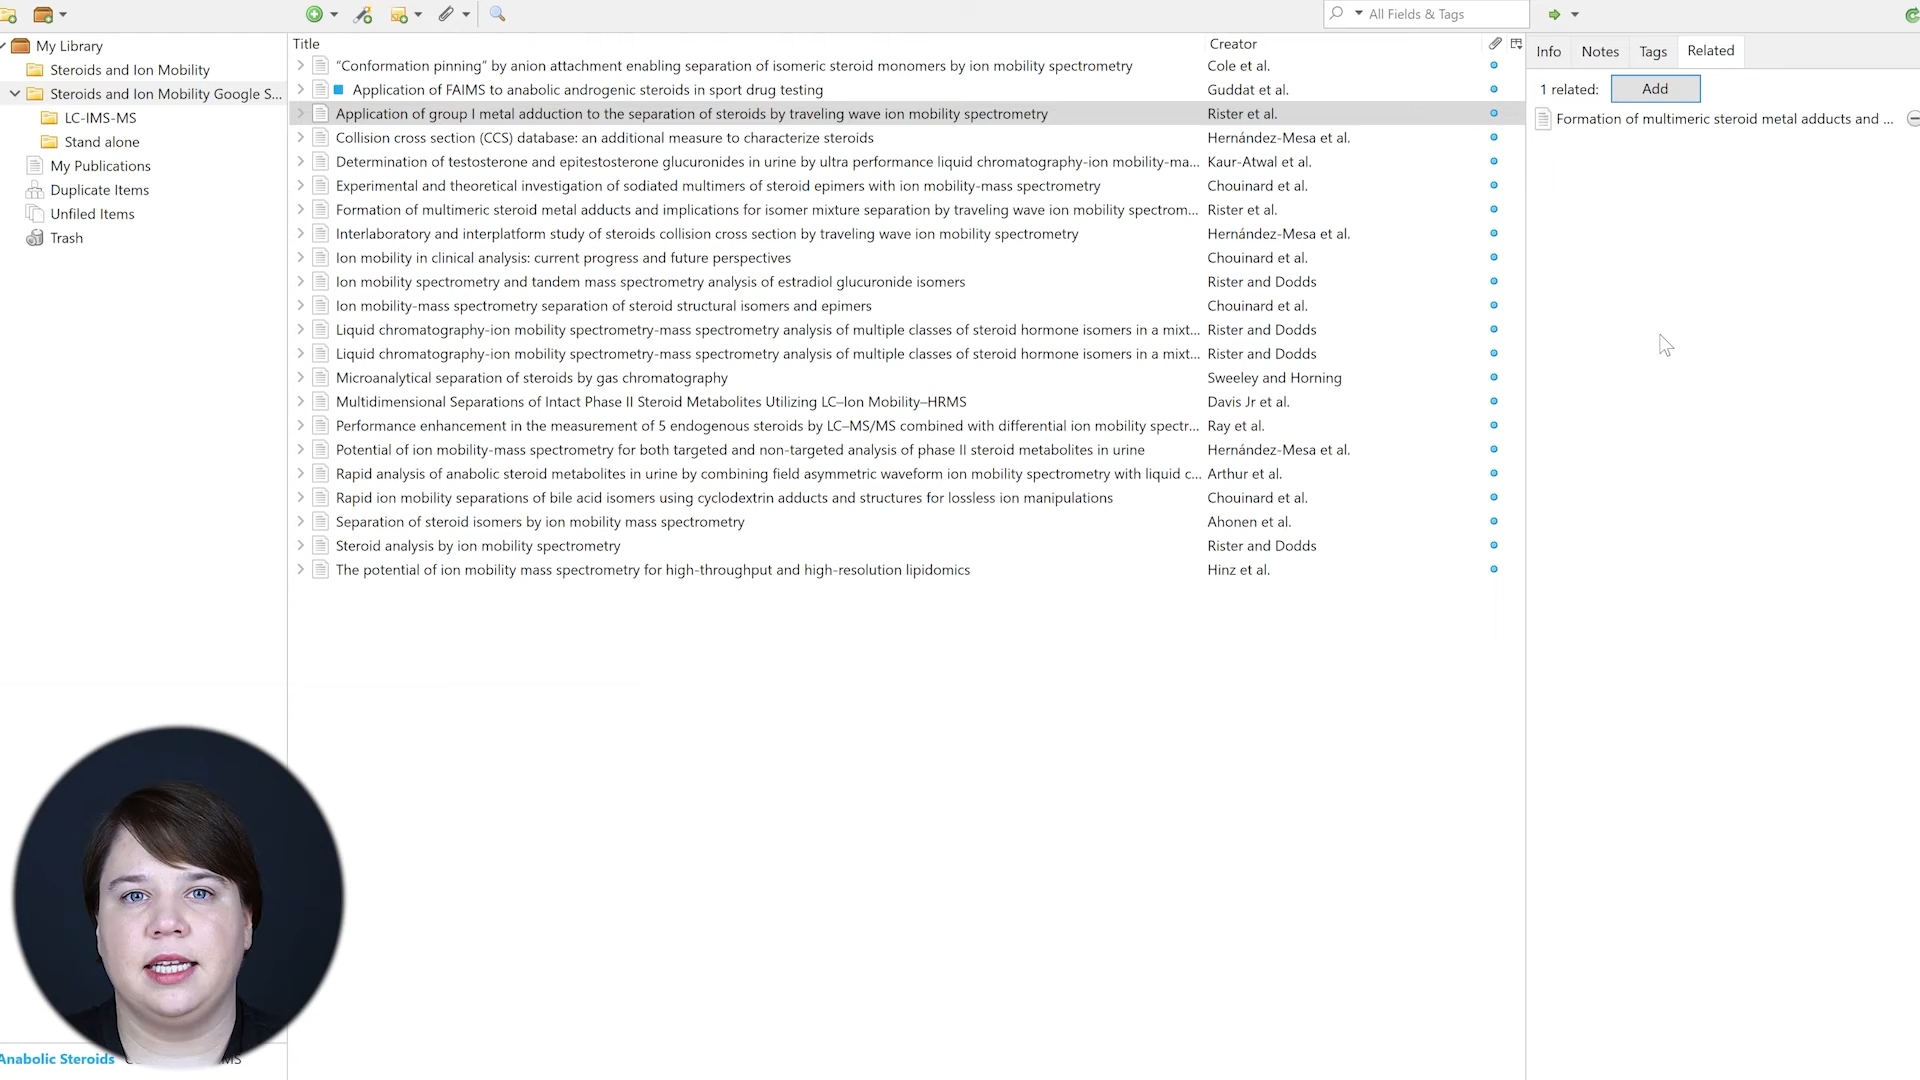 All Fields & Tags
My Library
Steroids and Ion Mobility
Steroids and Ion Mobility Google S...
LC-IMS-MS
Stand alone
My Publications
Duplicate Items
Unfiled Items
Trash
Anabolic Steroids
Title Creator
“Conformation pinning” by anion attachment enabling separation of isomeric steroid monomers by ion mobility spectrometry Cole et al.
Application of FAIMS to anabolic androgenic steroids in sport drug testing Guddat et al.
Application of group I metal adduction to the separation of steroids by traveling wave ion mobility spectrometry Rister et al.
Collision cross section (CCS) database: an additional measure to characterize steroids Hernández-Mesa et al.
Determination of testosterone and epitestosterone glucuronides in urine by ultra performance liquid chromatography-ion mobility-ma... Kaur-Atwal et al.
Experimental and theoretical investigation of sodiated multimers of steroid epimers with ion mobility-mass spectrometry Chouinard et al.
Formation of multimeric steroid metal adducts and implications for isomer mixture separation by traveling wave ion mobility spectrom... Rister et al.
Interlaboratory and interplatform study of steroids collision cross section by traveling wave ion mobility spectrometry Hernández-Mesa et al.
Ion mobility in clinical analysis: current progress and future perspectives Chouinard et al.
Ion mobility spectrometry and tandem mass spectrometry analysis of estradiol glucuronide isomers Rister and Dodds
Ion mobility-mass spectrometry separation of steroid structural isomers and epimers Chouinard et al.
Liquid chromatography-ion mobility spectrometry-mass spectrometry analysis of multiple classes of steroid hormone isomers in a mixt... Rister and Dodds
Liquid chromatography-ion mobility spectrometry-mass spectrometry analysis of multiple classes of steroid hormone isomers in a mixt... Rister and Dodds
Microanalytical separation of steroids by gas chromatography Sweeley and Horning
Multidimensional Separations of Intact Phase II Steroid Metabolites Utilizing LC–Ion Mobility–HRMS Davis Jr et al.
Performance enhancement in the measurement of 5 endogenous steroids by LC–MS/MS combined with differential ion mobility spectr... Ray et al.
Potential of ion mobility-mass spectrometry for both targeted and non-targeted analysis of phase II steroid metabolites in urine Hernández-Mesa et al.
Rapid analysis of anabolic steroid metabolites in urine by combining field asymmetric waveform ion mobility spectrometry with liquid c... Arthur et al.
Rapid ion mobility separations of bile acid isomers using cyclodextrin adducts and structures for lossless ion manipulations Chouinard et al.
Separation of steroid isomers by ion mobility mass spectrometry Ahonen et al.
Steroid analysis by ion mobility spectrometry Rister and Dodds
The potential of ion mobility mass spectrometry for high-throughput and high-resolution lipidomics Hinz et al.
Info Notes Tags Related
1 related: Add
Formation of multimeric steroid metal adducts and ...